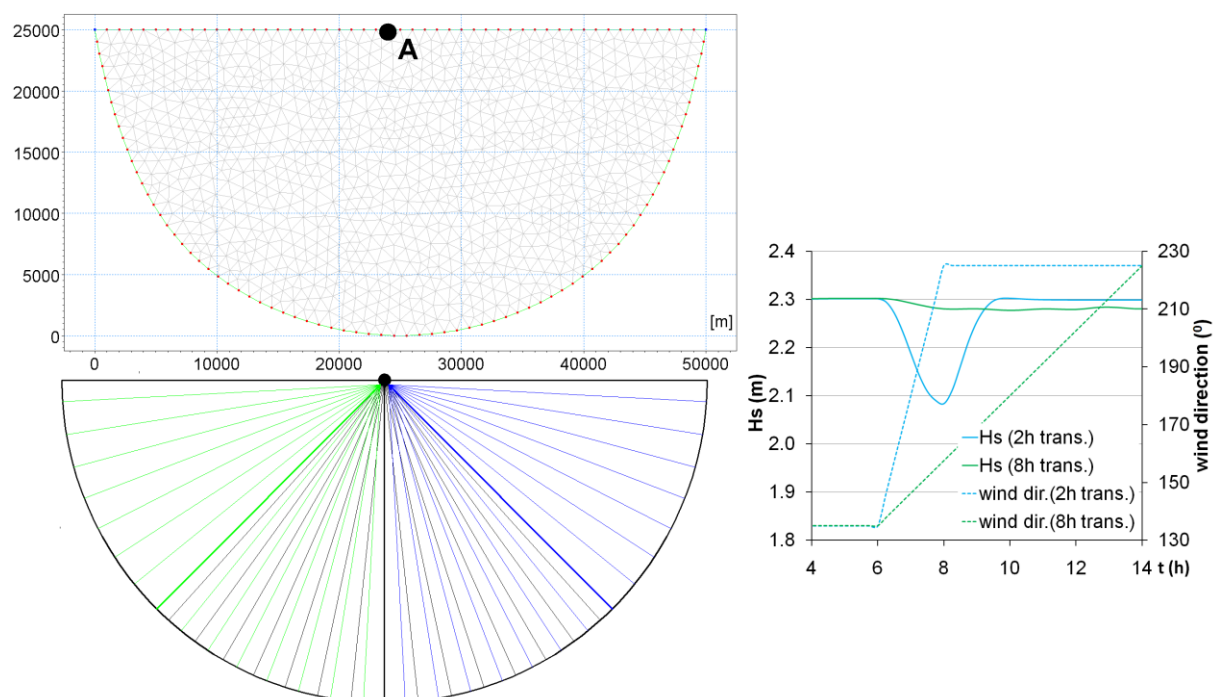 25000
A
20000
15000
10000
5000
0
[m]
0 10000 20000 30000 40000 50000
2.4
2.3
2.2
2.1
2.0
1.9
1.8
Hs (m)
230
210
190
170
150
130
wind direction (⁰)
Hs (2h trans.)
Hs (8h trans.)
wind dir.(2h trans.)
wind dir.(8h trans.)
4 6 8 10 12 14 t (h)